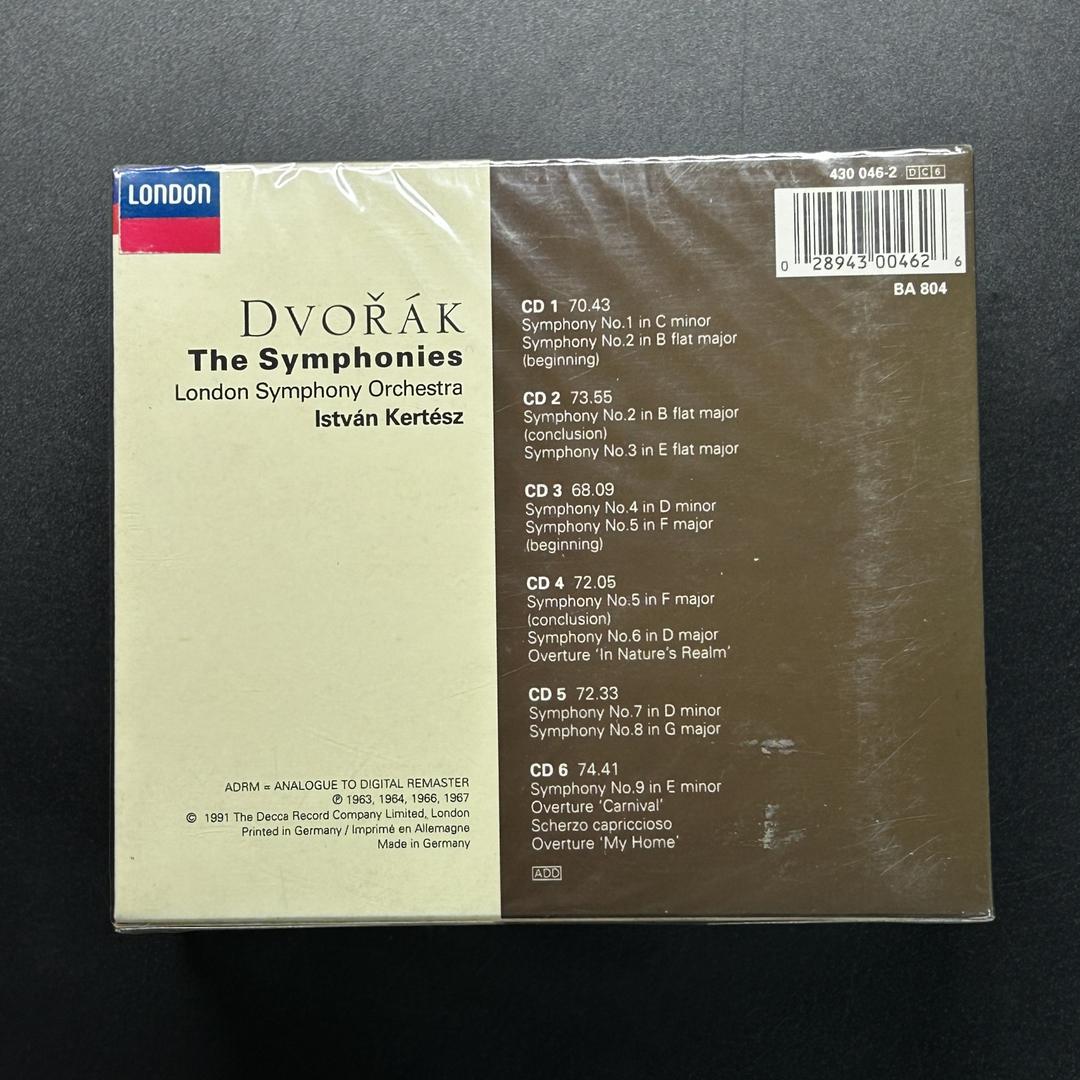 LONDON
DVOŘÁK
The Symphonies
London Symphony Orchestra
István Kertész
ADRM = ANALOGUE TO DIGITAL REMASTER
℗ 1963, 1964, 1966, 1967
© 1991 The Decca Record Company Limited, London
Printed in Germany / Imprimé en Allemagne
Made in Germany
430 046-2 DC6
0 28943 00462 6
BA 804
CD 1 70.43
Symphony No.1 in C minor
Symphony No.2 in B flat major
(beginning)
CD 2 73.55
Symphony No.2 in B flat major
(conclusion)
Symphony No.3 in E flat major
CD 3 68.09
Symphony No.4 in D minor
Symphony No.5 in F major
(beginning)
CD 4 72.05
Symphony No.5 in F major
(conclusion)
Symphony No.6 in D major
Overture ‘In Nature’s Realm’
CD 5 72.33
Symphony No.7 in D minor
Symphony No.8 in G major
CD 6 74.41
Symphony No.9 in E minor
Overture ‘Carnival’
Scherzo capriccioso
Overture ‘My Home’
ADD